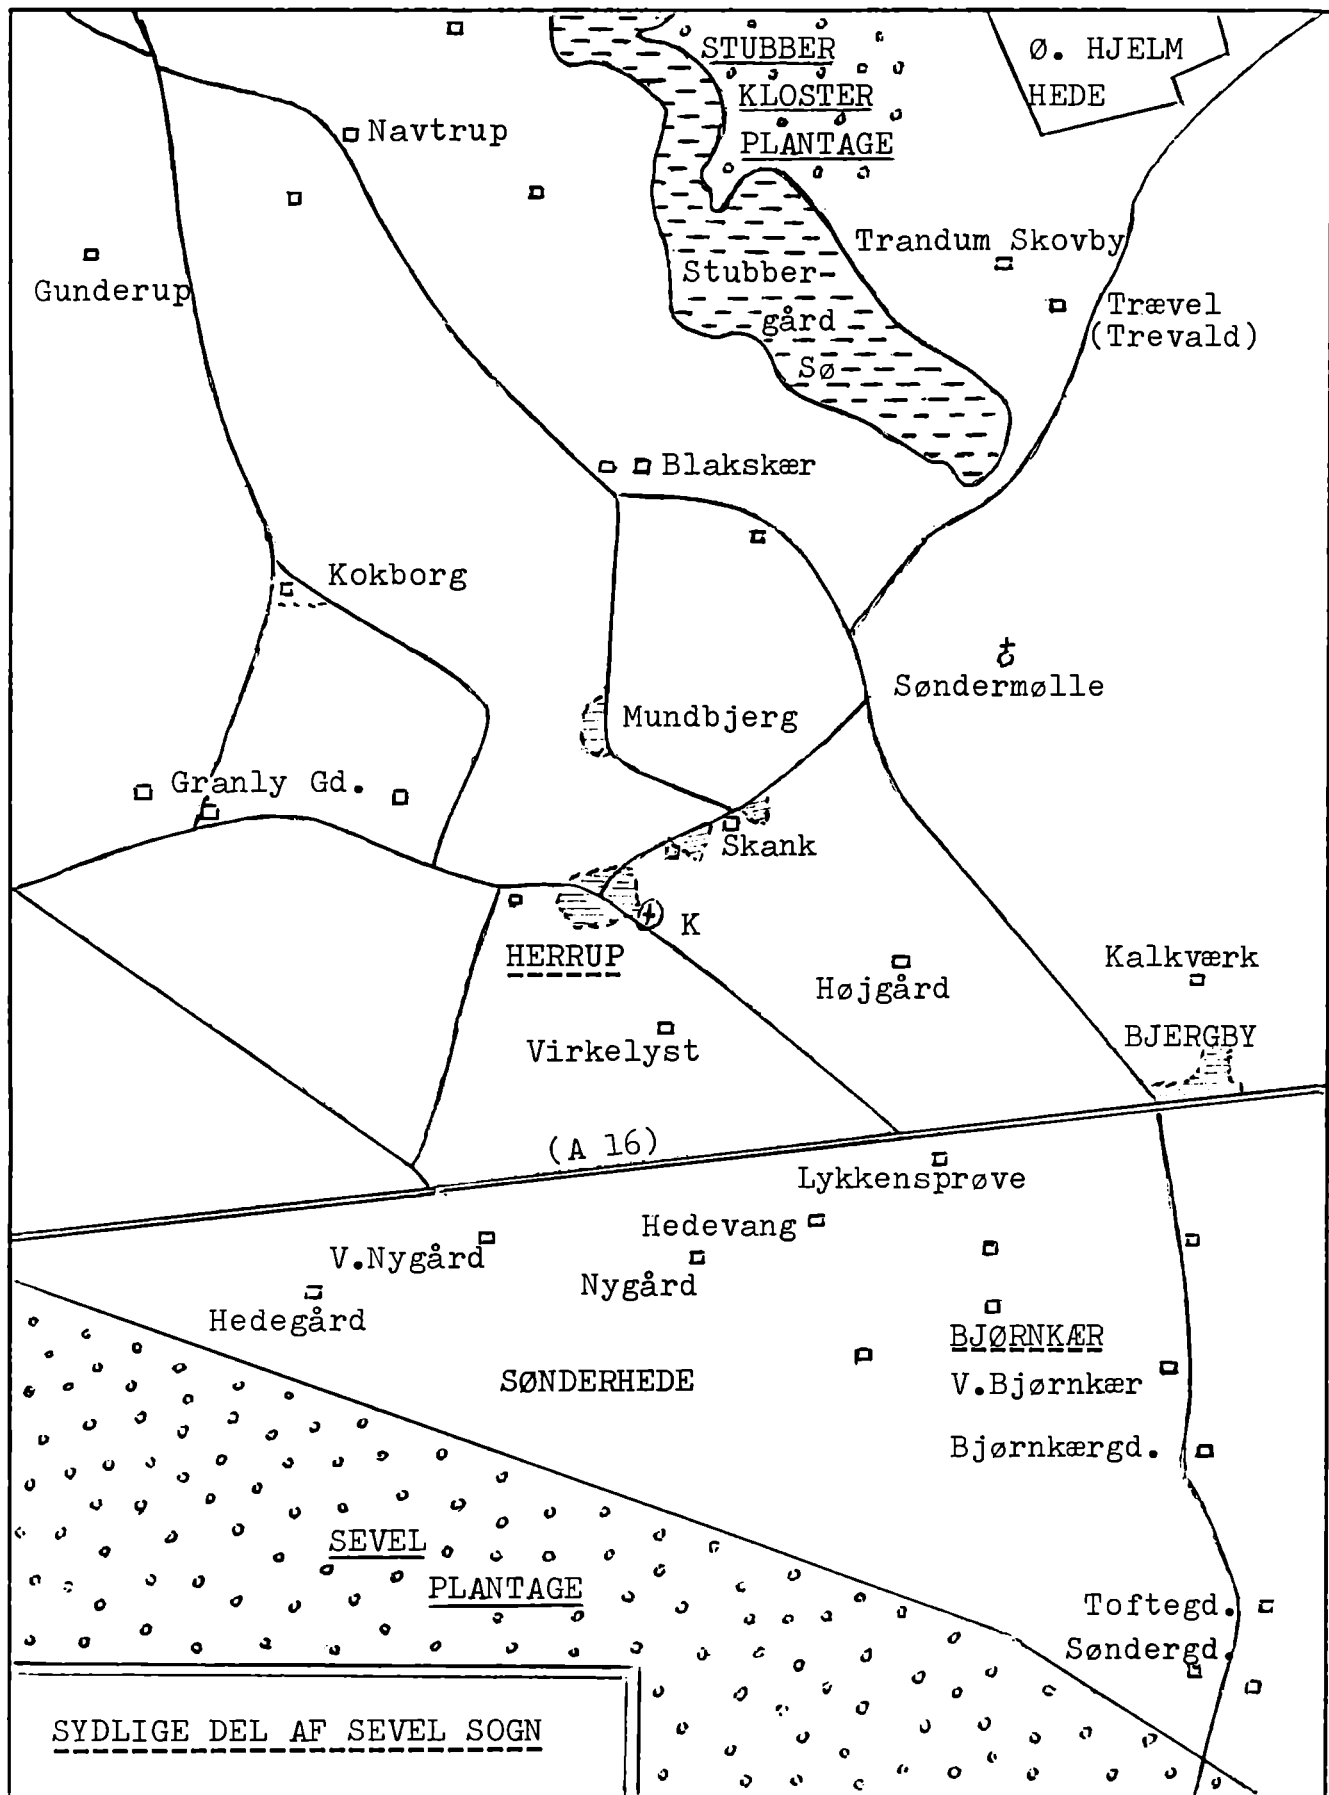 STUBBER
KLOSTER
PLANTAGE
Ø. HJELM
HEDE
Navtrup
Gunderup
Trandum Skovby
Stubber-
gård
Sø
Trævel
(Trevald)
Blakskær
Kokborg
Søndermølle
Mundbjerg
Granly Gd.
Skank
K
HERRUP
Højgård
Kalkværk
Virkelyst
BJERGBY
(A 16)
Lykkensprøve
Hedevang
V.Nygård
Nygård
Hedegård
BJØRNKÆR
SØNDERHEDE
V.Bjørnkær
Bjørnkærgd.
SEVEL
PLANTAGE
Toftegd.
Søndergd.
SYDLIGE DEL AF SEVEL SOGN